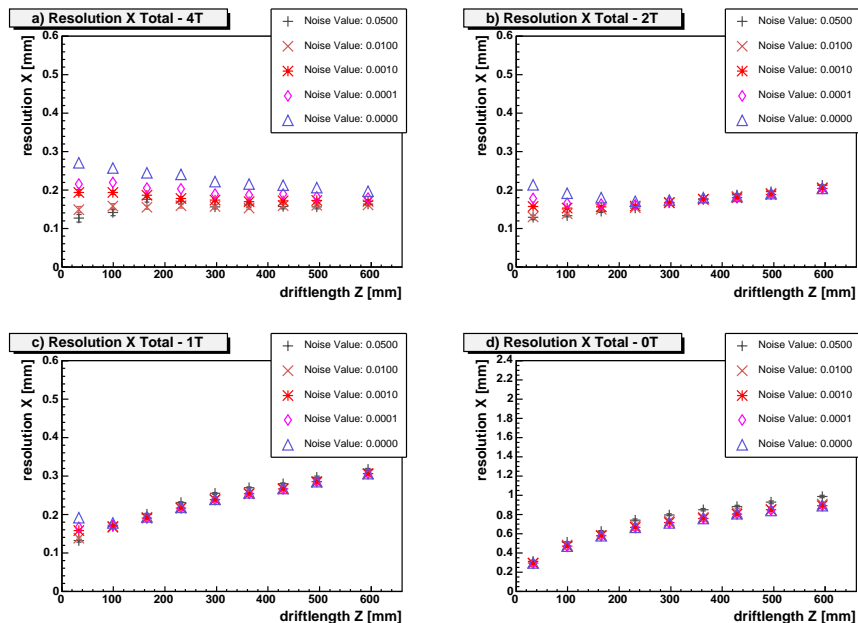 a) Resolution X Total - 4T
resolution X [mm]
0.6
0.5
0.4
0.3
0.2
0.1
0
0 100 200 300 400 500 600
driftlength Z [mm]
Noise Value: 0.0500
Noise Value: 0.0100
Noise Value: 0.0010
Noise Value: 0.0001
Noise Value: 0.0000
b) Resolution X Total - 2T
resolution X [mm]
0.6
0.5
0.4
0.3
0.2
0.1
0
0 100 200 300 400 500 600
driftlength Z [mm]
Noise Value: 0.0500
Noise Value: 0.0100
Noise Value: 0.0010
Noise Value: 0.0001
Noise Value: 0.0000
c) Resolution X Total - 1T
resolution X [mm]
0.6
0.5
0.4
0.3
0.2
0.1
0
0 100 200 300 400 500 600
driftlength Z [mm]
Noise Value: 0.0500
Noise Value: 0.0100
Noise Value: 0.0010
Noise Value: 0.0001
Noise Value: 0.0000
d) Resolution X Total - 0T
resolution X [mm]
2.4
2.2
2
1.8
1.6
1.4
1.2
1
0.8
0.6
0.4
0.2
0
0 100 200 300 400 500 600
driftlength Z [mm]
Noise Value: 0.0500
Noise Value: 0.0100
Noise Value: 0.0010
Noise Value: 0.0001
Noise Value: 0.0000